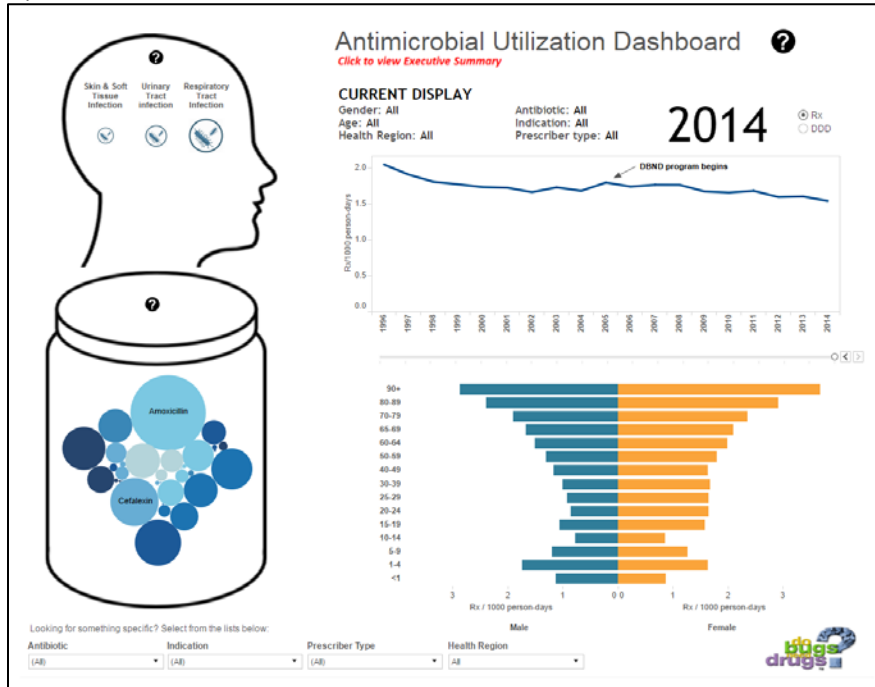 Antimicrobial Utilization Dashboard ?
Click to view Executive Summary
?
Skin & Soft Tissue Infection
Urinary Tract infection
Respiratory Tract Infection
CURRENT DISPLAY
Gender: All
Age: All
Health Region: All
Antibiotic: All
Indication: All
Prescriber type: All
2014
Rx
DDD
DBND program begins
Rx/1000 person-days
2.0
1.5
1.0
0.5
0.0
1996 1997 1998 1999 2000 2001 2002 2003 2004 2005 2006 2007 2008 2009 2010 2011 2012 2013 2014
?
Amoxicillin
Cefalexin
90+
80-89
70-79
65-69
60-64
50-59
40-49
30-39
25-29
20-24
15-19
10-14
5-9
1-4
<1
3 2 1 0 0 1 2 3
Rx / 1000 person-days Rx / 1000 person-days
Male Female
Looking for something specific? Select from the lists below:
Antibiotic Indication Prescriber Type Health Region
(All) (All) (All) All
do bugs need drugs?